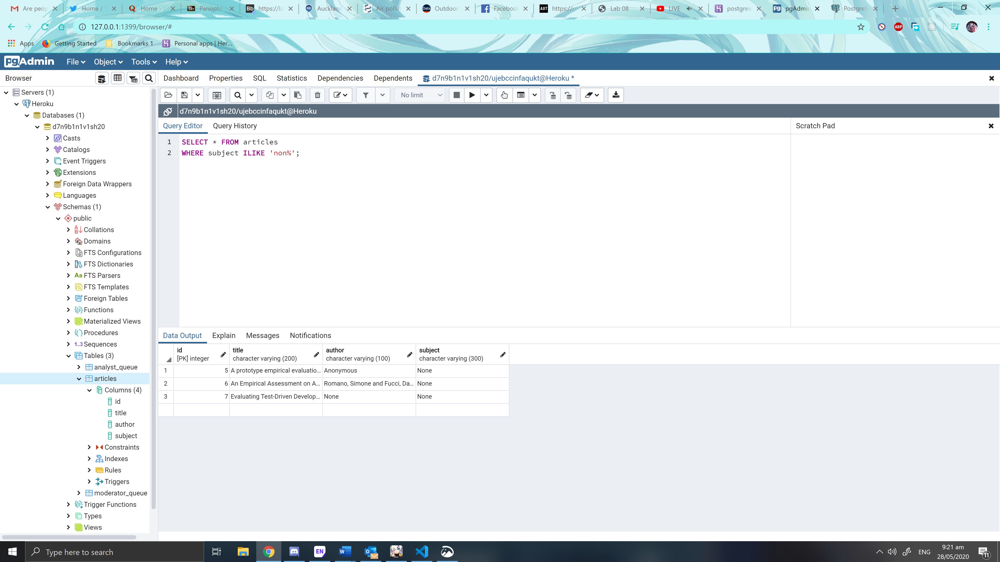 Are peop
Home / T
Home - 
Panopto
https://bl
Auckland
Air pollut
Outdoor
Facebook
https://
Lab 08
LIVE
postgres
pgAdmin
PostgreS
127.0.0.1:1399/browser/#
ABP
Apps
Getting Started
Bookmarks 1
Personal apps | Her...
pgAdmin
File
Object
Tools
Help
Browser
Dashboard
Properties
SQL
Statistics
Dependencies
Dependents
d7n9b1n1v1sh20/ujebccinfaqukt@Heroku *
No limit
d7n9b1n1v1sh20/ujebccinfaqukt@Heroku
Query Editor
Query History
Scratch Pad
1 SELECT * FROM articles
2 WHERE subject ILIKE 'non%';
Servers (1)
Heroku
Databases (1)
d7n9b1n1v1sh20
Casts
Catalogs
Event Triggers
Extensions
Foreign Data Wrappers
Languages
Schemas (1)
public
Collations
Domains
FTS Configurations
FTS Dictionaries
Aa FTS Parsers
FTS Templates
Foreign Tables
Functions
Materialized Views
Procedures
1..3 Sequences
Tables (3)
analyst_queue
articles
Columns (4)
id
title
author
subject
Constraints
Indexes
Rules
Triggers
moderator_queue
Trigger Functions
Types
Views
Data Output
Explain
Messages
Notifications
id
[PK] integer
title
character varying (200)
author
character varying (100)
subject
character varying (300)
1 5 A prototype empirical evaluatio... Anonymous None
2 6 An Empirical Assessment on A... Romano, Simone and Fucci, Da... None
3 7 Evaluating Test-Driven Develop... None None
Type here to search
EN
ENG
9:21 am
28/05/2020
11